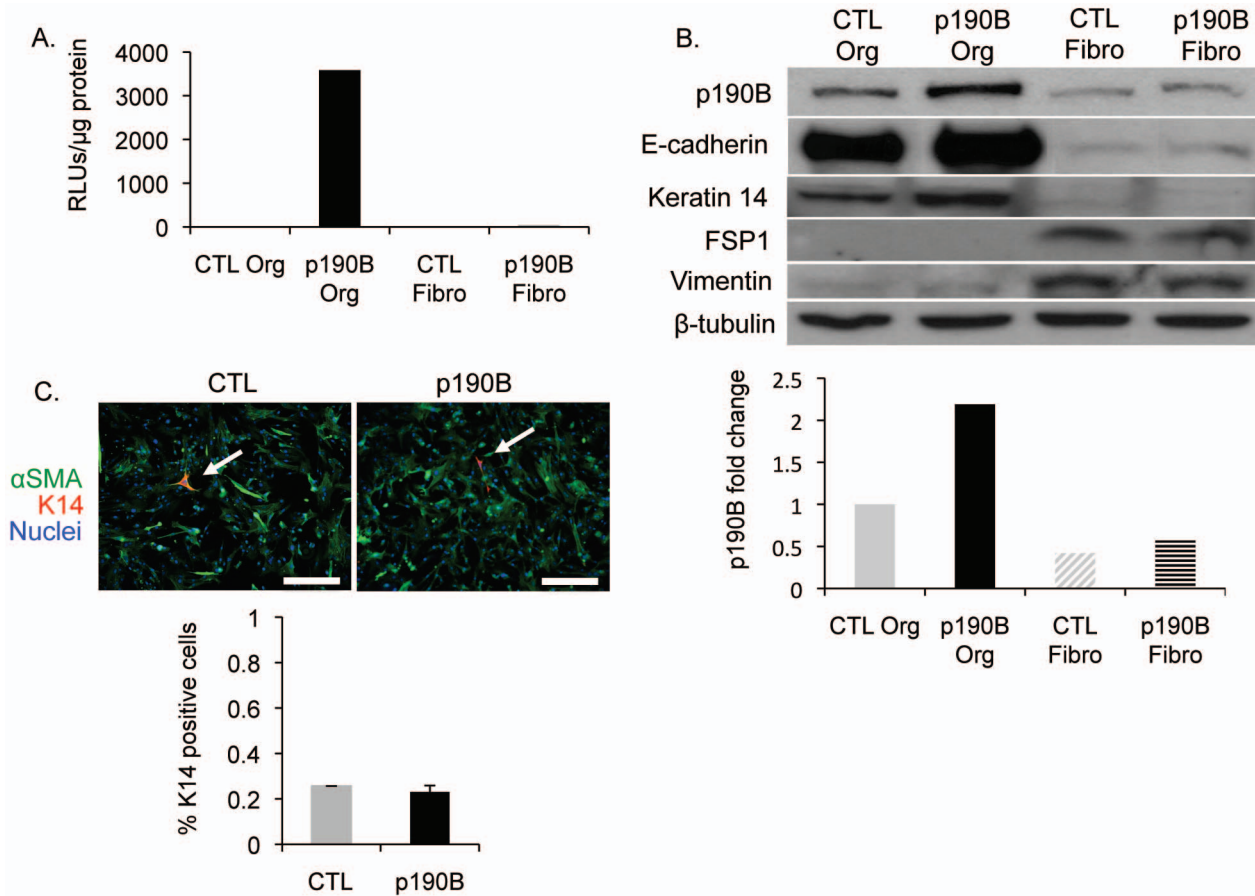 A.
RLUs/µg protein
4000
3000
2000
1000
0
CTL Org
p190B
Org
CTL
Fibro
p190B
Fibro
B.
CTL
Org
p190B
Org
CTL
Fibro
p190B
Fibro
p190B
E-cadherin
Keratin 14
FSP1
Vimentin
β-tubulin
p190B fold change
2.5
2
1.5
1
0.5
0
CTL Org
p190B
Org
CTL
Fibro
p190B
Fibro
C.
CTL
p190B
αSMA
K14
Nuclei
% K14 positive cells
1
0.8
0.6
0.4
0.2
0
CTL
p190B